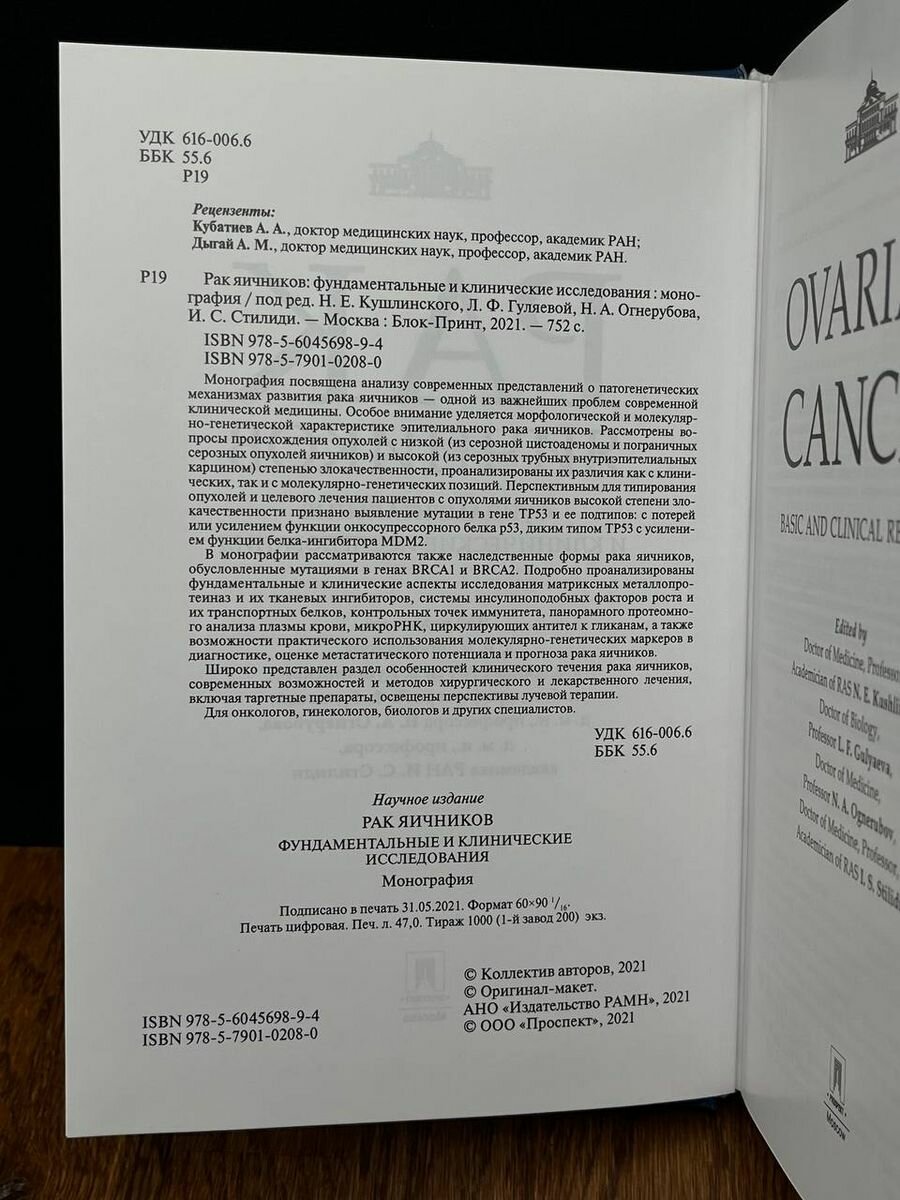 УДК 616-006.6
ББК 55.6
Р19
Рецензенты:
Кубатиев А. А., доктор медицинских наук, профессор, академик РАН;
Дыгай А. М., доктор медицинских наук, профессор, академик РАН.
Р19
Рак яичников: фундаментальные и клинические исследования : моно-
графия / под ред. Н. Е. Кушлинского, Л. Ф. Гуляевой, Н. А. Огнерубова,
И. С. Стилиди. — Москва : Блок-Принт, 2021. — 752 с.
ISBN 978-5-6045698-9-4
ISBN 978-5-7901-0208-0
Монография посвящена анализу современных представлений о патогенетических
механизмах развития рака яичников — одной из важнейших проблем современной
клинической медицины. Особое внимание уделяется морфологической и молекуляр-
но-генетической характеристике эпителиального рака яичников. Рассмотрены во-
просы происхождения опухолей с низкой (из серозной цистоаденомы и пограничных
серозных опухолей яичников) и высокой (из серозных трубных внутриэпителиальных
карцином) степенью злокачественности, проанализированы их различия как с клини-
ческих, так и с молекулярно-генетических позиций. Перспективным для типирования
опухолей и целевого лечения пациентов с опухолями яичников высокой степени зло-
качественности признано выявление мутации в гене TP53 и ее подтипов: с потерей
или усилением функции онкосупрессорного белка p53, диким типом TP53 с усилени-
ем функции белка-ингибитора MDM2.
В монографии рассматриваются также наследственные формы рака яичников,
обусловленные мутациями в генах BRCA1 и BRCA2. Подробно проанализированы
фундаментальные и клинические аспекты исследования матриксных металлопро-
теиназ и их тканевых ингибиторов, системы инсулиноподобных факторов роста и
их транспортных белков, контрольных точек иммунитета, панорамного протеомно-
го анализа плазмы крови, микроРНК, циркулирующих антител к гликанам, а также
возможности практического использования молекулярно-генетических маркеров в
диагностике, оценке метастатического потенциала и прогноза рака яичников.
Широко представлен раздел особенностей клинического течения рака яичников,
современных возможностей и методов хирургического и лекарственного лечения,
включая таргетные препараты, освещены перспективы лучевой терапии.
Для онкологов, гинекологов, биологов и других специалистов.
УДК 616-006.6
ББК 55.6
Научное издание
РАК ЯИЧНИКОВ
ФУНДАМЕНТАЛЬНЫЕ И КЛИНИЧЕСКИЕ
ИССЛЕДОВАНИЯ
Монография
Подписано в печать 31.05.2021. Формат 60×90 1/16.
Печать цифровая. Печ. л. 47,0. Тираж 1000 (1-й завод 200) экз.
© Коллектив авторов, 2021
© Оригинал-макет.
АНО «Издательство РАМН», 2021
© ООО «Проспект», 2021
ISBN 978-5-6045698-9-4
ISBN 978-5-7901-0208-0
OVARI
CANC
BASIC AND CLINICAL RE
Edited by
Doctor of Medicine, Professor
Academician of RAS N. E. Kushli
Doctor of Biology,
Professor L. F. Gulyaeva,
Doctor of Medicine,
Professor N. A. Ognerubov,
Doctor of Medicine, Professor,
Academician of RAS I. S. Stilid
PROSPECT
MOSCOW